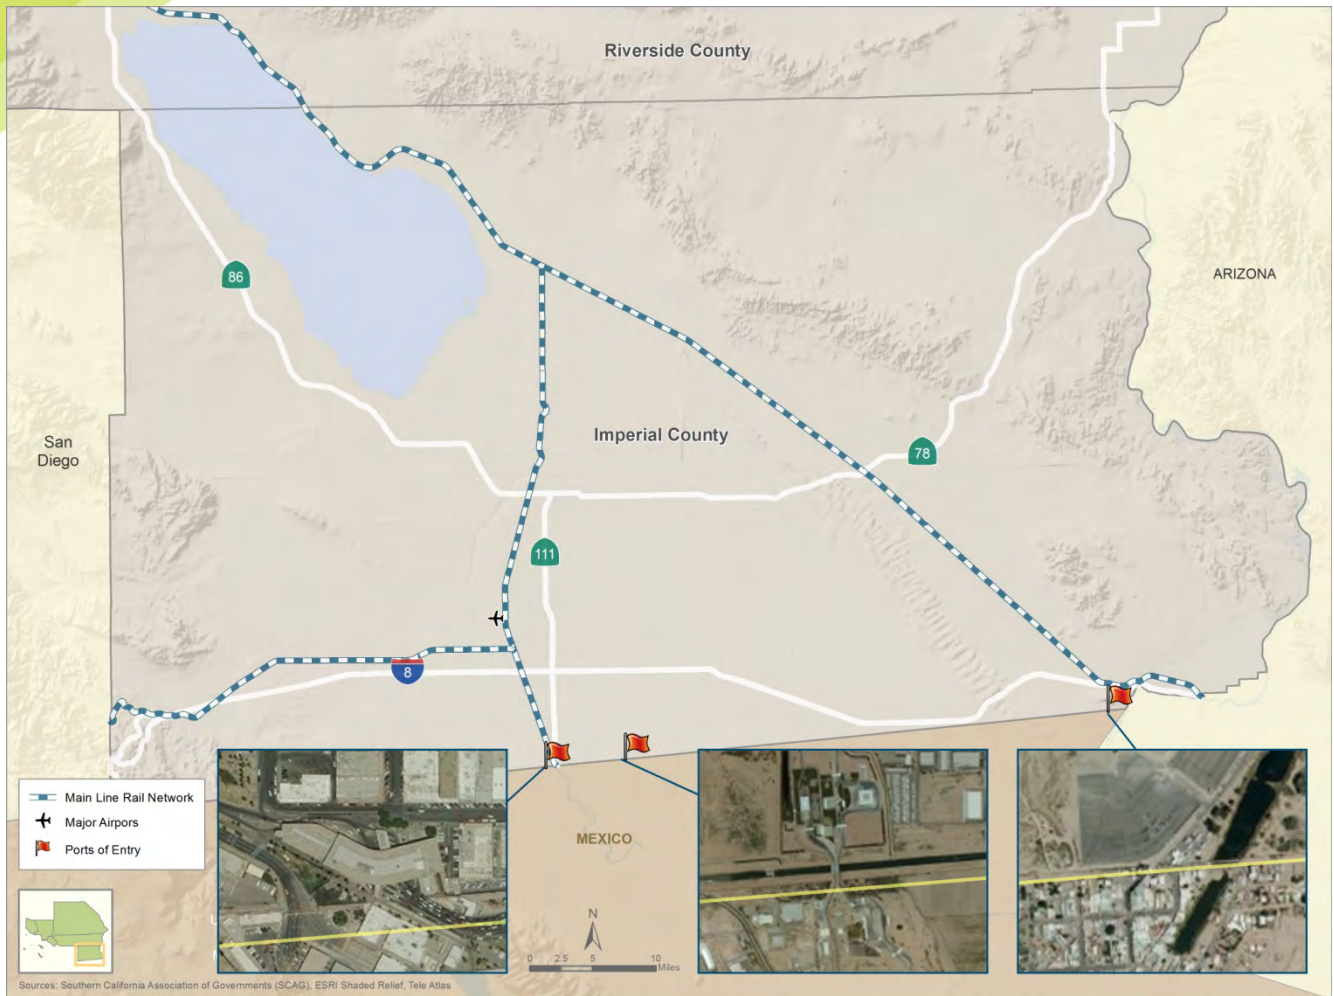 Riverside County
86
ARIZONA
San
Diego
Imperial County
78
111
8
Main Line Rail Network
Major Airpors
Ports of Entry
MEXICO
N
0 2.5 5 10
Miles
Sources: Southern California Association of Governments (SCAG), ESRI Shaded Relief, Tele Atlas